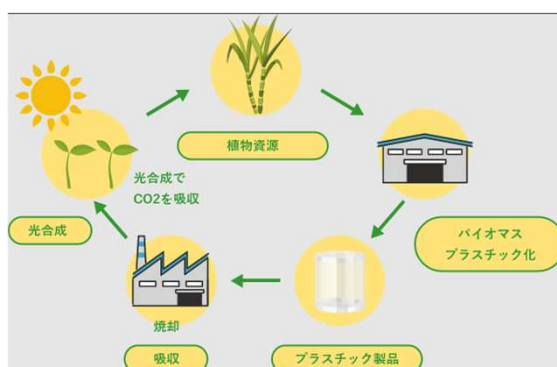 植物資源
光合成で
CO2を吸収
光合成
バイオマス
プラスチック化
焼却
吸収
プラスチック製品